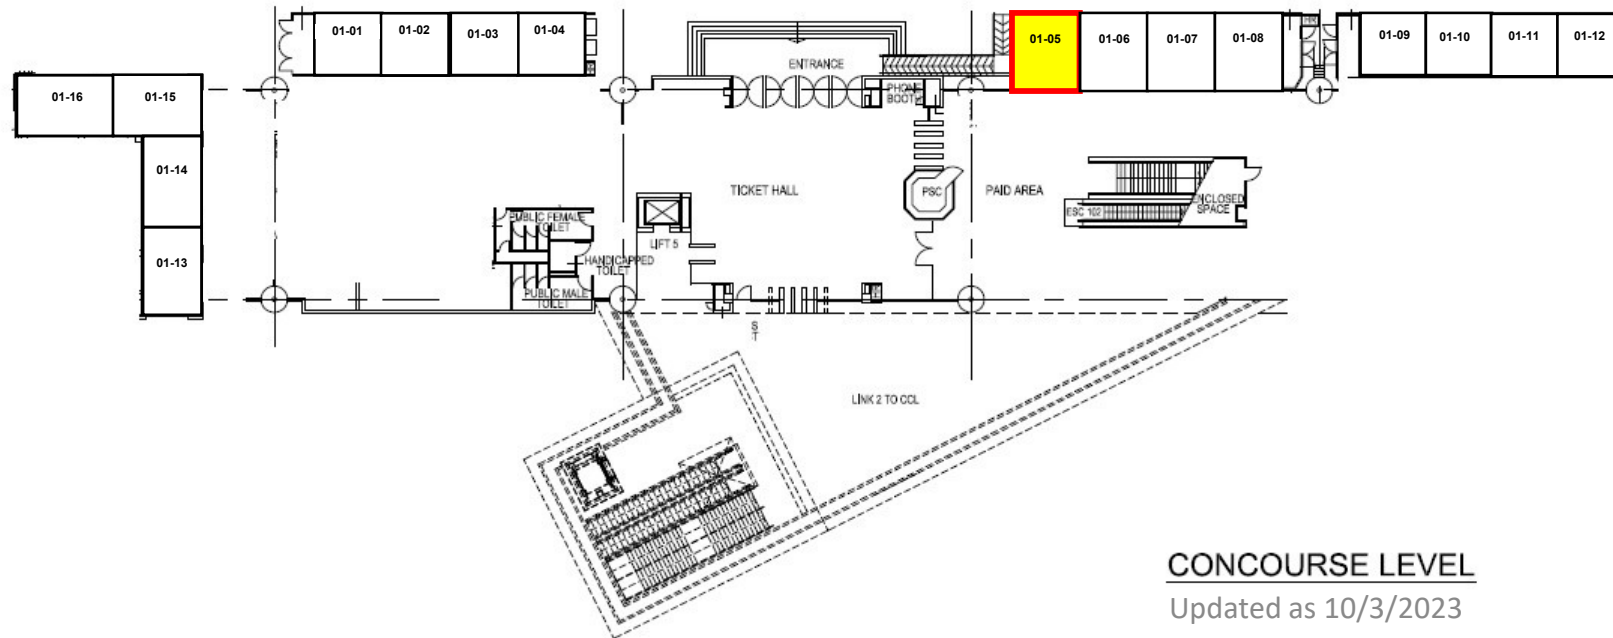 01-01
01-02
01-03
01-04
01-05
01-06
01-07
01-08
01-09
01-10
01-11
01-12
ENTRANCE
PHONE
BOOTH
01-16
01-15
01-14
01-13
TICKET HALL
PSC
PAID AREA
ENCLOSED
SPACE
ESC 102
PUBLIC FEMALE
TOILET
LIFT 5
HANDICAPPED
TOILET
PUBLIC MALE
TOILET
S
T
LINK 2 TO CCL
CONCOURSE LEVEL
Updated as 10/3/2023